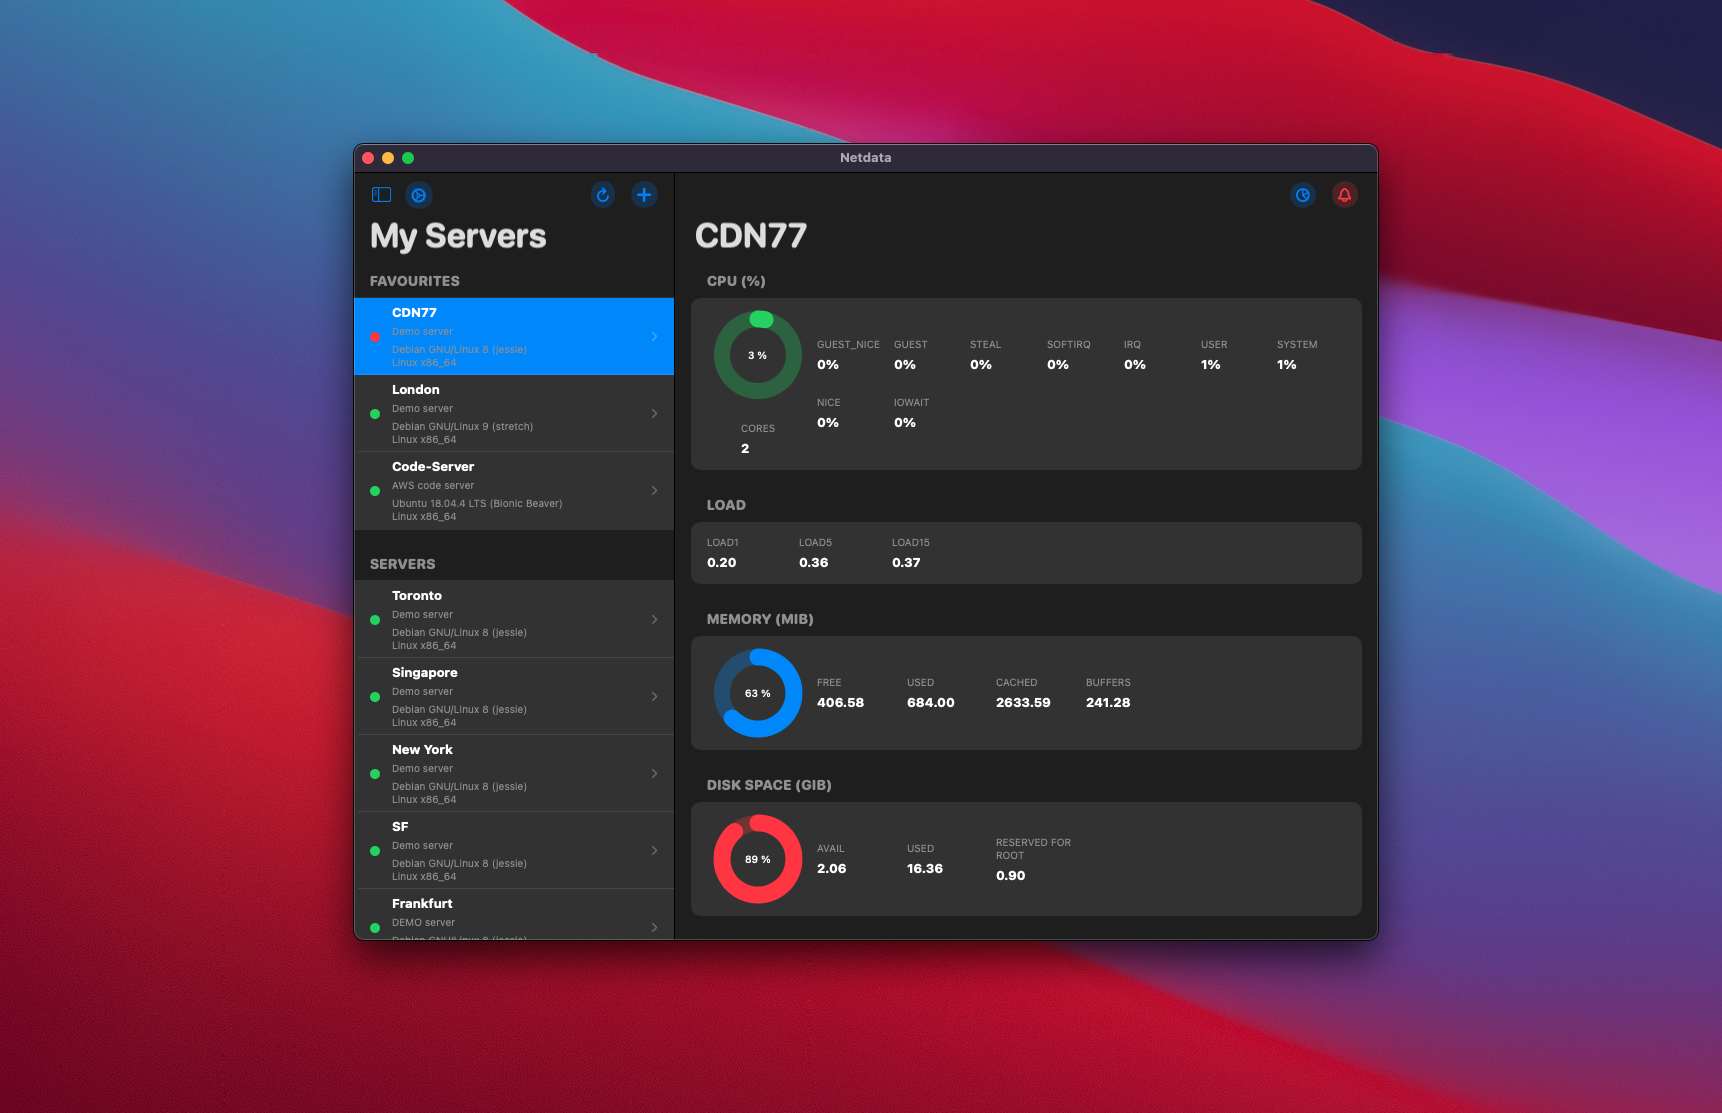 Netdata
My Servers
FAVOURITES
CDN77
Demo server
Debian GNU/Linux 8 (jessie)
Linux x86_64
London
Demo server
Debian GNU/Linux 9 (stretch)
Linux x86_64
Code-Server
AWS code server
Ubuntu 18.04.4 LTS (Bionic Beaver)
Linux x86_64
SERVERS
Toronto
Demo server
Debian GNU/Linux 8 (jessie)
Linux x86_64
Singapore
Demo server
Debian GNU/Linux 8 (jessie)
Linux x86_64
New York
Demo server
Debian GNU/Linux 8 (jessie)
Linux x86_64
SF
Demo server
Debian GNU/Linux 8 (jessie)
Linux x86_64
Frankfurt
DEMO server
Debian GNU/Linux 8 (jessie)
CDN77
CPU (%)
3 %
GUEST_NICE GUEST STEAL SOFTIRQ IRQ USER SYSTEM
0% 0% 0% 0% 0% 1% 1%
NICE IOWAIT
0% 0%
CORES
2
LOAD
LOAD1 LOAD5 LOAD15
0.20 0.36 0.37
MEMORY (MIB)
63 %
FREE USED CACHED BUFFERS
406.58 684.00 2633.59 241.28
DISK SPACE (GIB)
89 %
AVAIL USED RESERVED FOR
ROOT
2.06 16.36 0.90